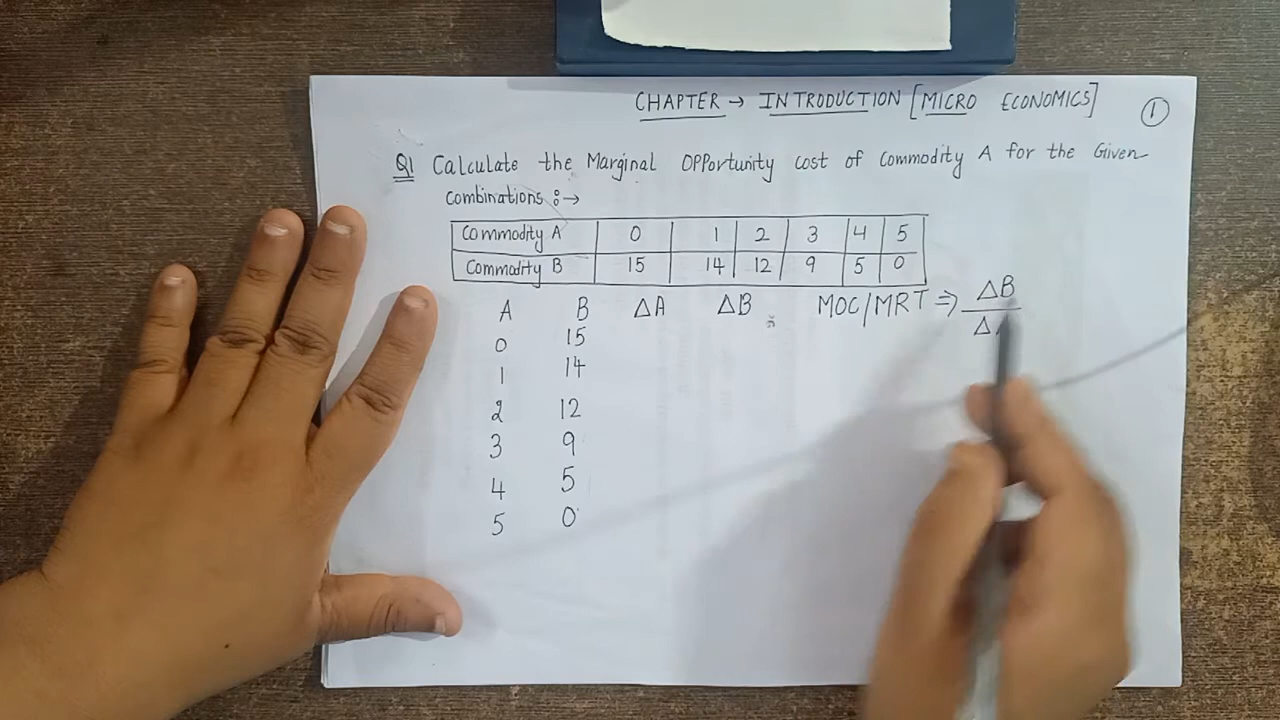 CHAPTER → INTRODUCTION [MICRO ECONOMICS] 1
Q1 Calculate the Marginal Opportunity cost of Commodity A for the Given
Combinations :→
Commodity A 0 1 2 3 4 5
Commodity B 15 14 12 9 5 0
A B ΔA ΔB MOC/MRT ⇒ ΔB
Δ
0 15
1 14
2 12
3 9
4 5
5 0